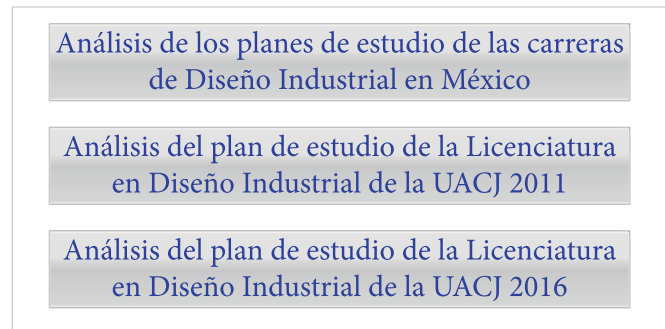 Análisis de los planes de estudio de las carreras
de Diseño Industrial en México
Análisis del plan de estudio de la Licenciatura
en Diseño Industrial de la UACJ 2011
Análisis del plan de estudio de la Licenciatura
en Diseño Industrial de la UACJ 2016